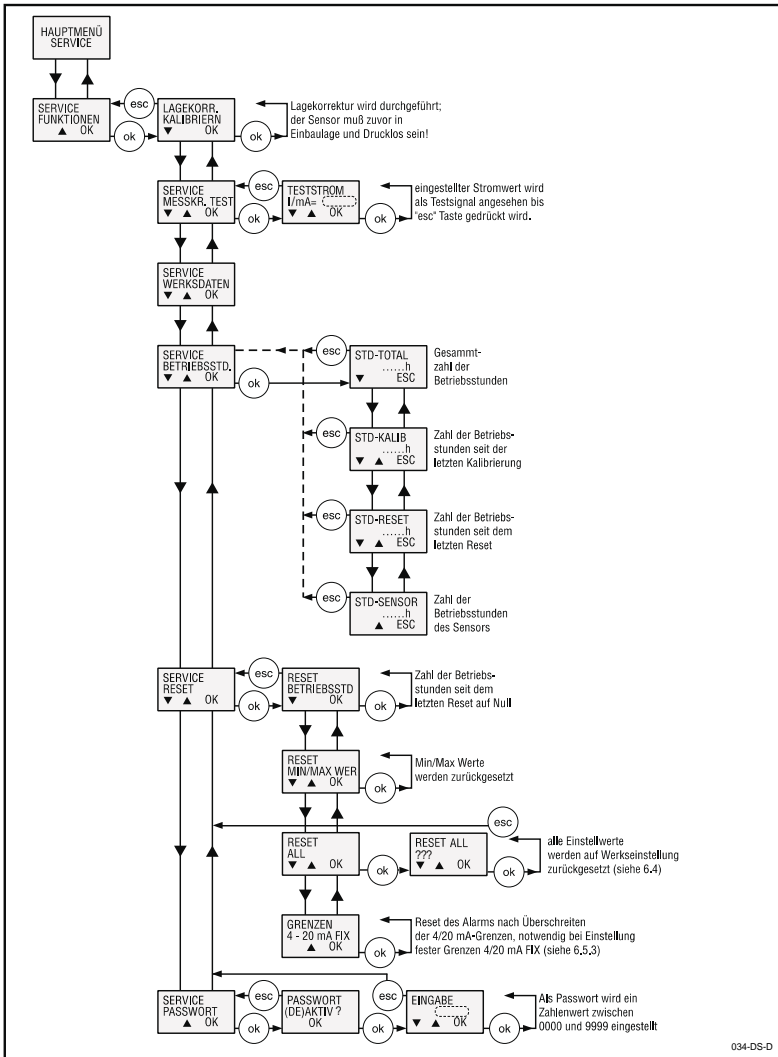 HAUPTMENÜ
SERVICE
SERVICE
FUNKTIONEN
▲ OK
esc
ok
LAGEKORR.
KALIBRIERN
▼ OK
ok
Lagekorrektur wird durchgeführt;
der Sensor muß zuvor in
Einbaulage und Drucklos sein!
SERVICE
MESSKR. TEST
▼ ▲ OK
esc
ok
TESTSTROM
I/mA=
▼ ▲ OK
ok
eingestellter Stromwert wird
als Testsignal angesehen bis
"esc" Taste gedrückt wird.
SERVICE
WERKSDATEN
▼ ▲ OK
SERVICE
BETRIEBSSTD.
▼ ▲ OK
ok
esc
STD-TOTAL
......h
▼ ESC
Gesammt-
zahl der
Betriebsstunden
esc
STD-KALIB
......h
▼ ▲ ESC
Zahl der Betriebs-
stunden seit der
letzten Kalibrierung
esc
STD-RESET
......h
▼ ▲ ESC
Zahl der Betriebs-
stunden seit dem
letzten Reset
esc
STD-SENSOR
......h
▲ ESC
Zahl der
Betriebsstunden
des Sensors
SERVICE
RESET
▼ ▲ OK
esc
ok
RESET
BETRIEBSSTD
▼ OK
ok
Zahl der Betriebs-
stunden seit dem
letzten Reset auf Null
RESET
MIN/MAX WER
▼ ▲ OK
ok
Min/Max Werte
werden zurückgesetzt
esc
RESET
ALL
▼ ▲ OK
ok
RESET ALL
???
▼ ▲ OK
ok
alle Einstellwerte
werden auf Werkseinstellung
zurückgesetzt (siehe 6.4)
GRENZEN
4 - 20 mA FIX
▲ OK
ok
Reset des Alarms nach Überschreiten
der 4/20 mA-Grenzen, notwendig bei Einstellung
fester Grenzen 4/20 mA FIX (siehe 6.5.3)
SERVICE
PASSWORT
▲ OK
esc
ok
PASSWORT
(DE)AKTIV ?
OK
esc
ok
EINGABE
▼ ▲ OK
ok
Als Passwort wird ein
Zahlenwert zwischen
0000 und 9999 eingestellt
034-DS-D